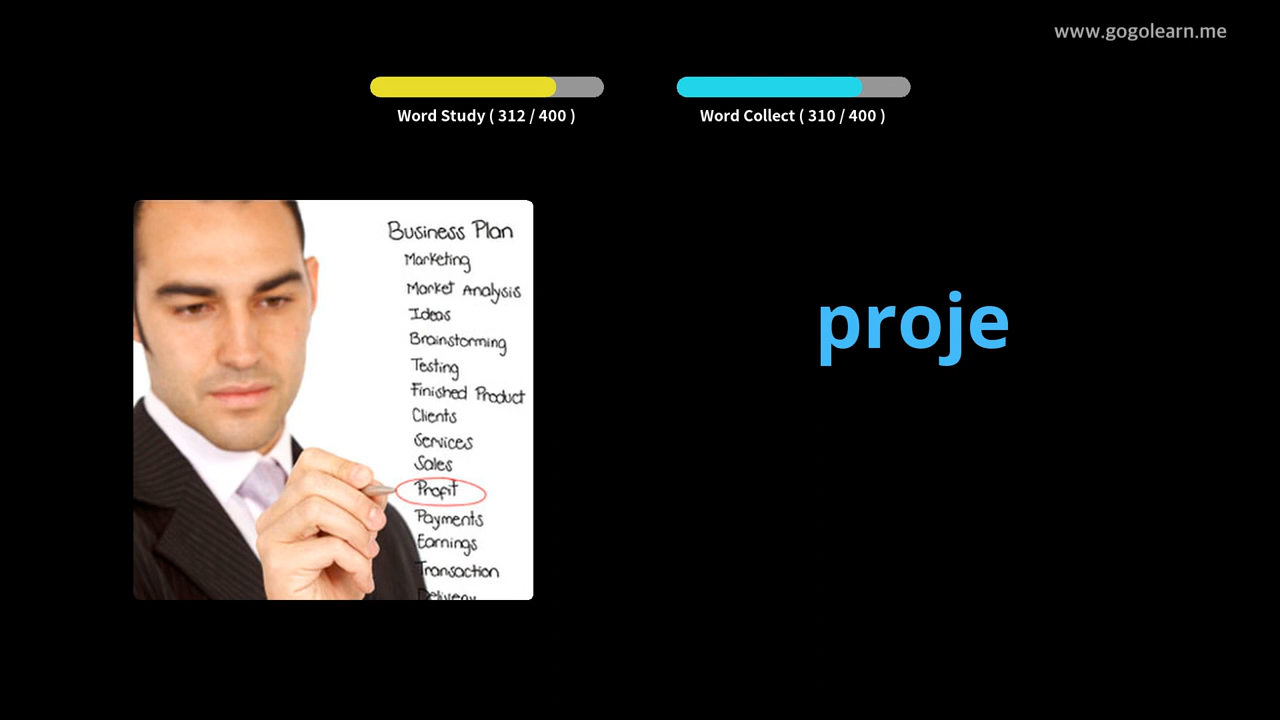 www.gogolearn.me
Word Study ( 312 / 400 )
Word Collect ( 310 / 400 )
Business Plan
Marketing
Market Analysis
Ideas
Brainstorming
Testing
Finished Product
Clients
Services
Sales
Profit
Payments
Earnings
Transaction
Delivery
proje